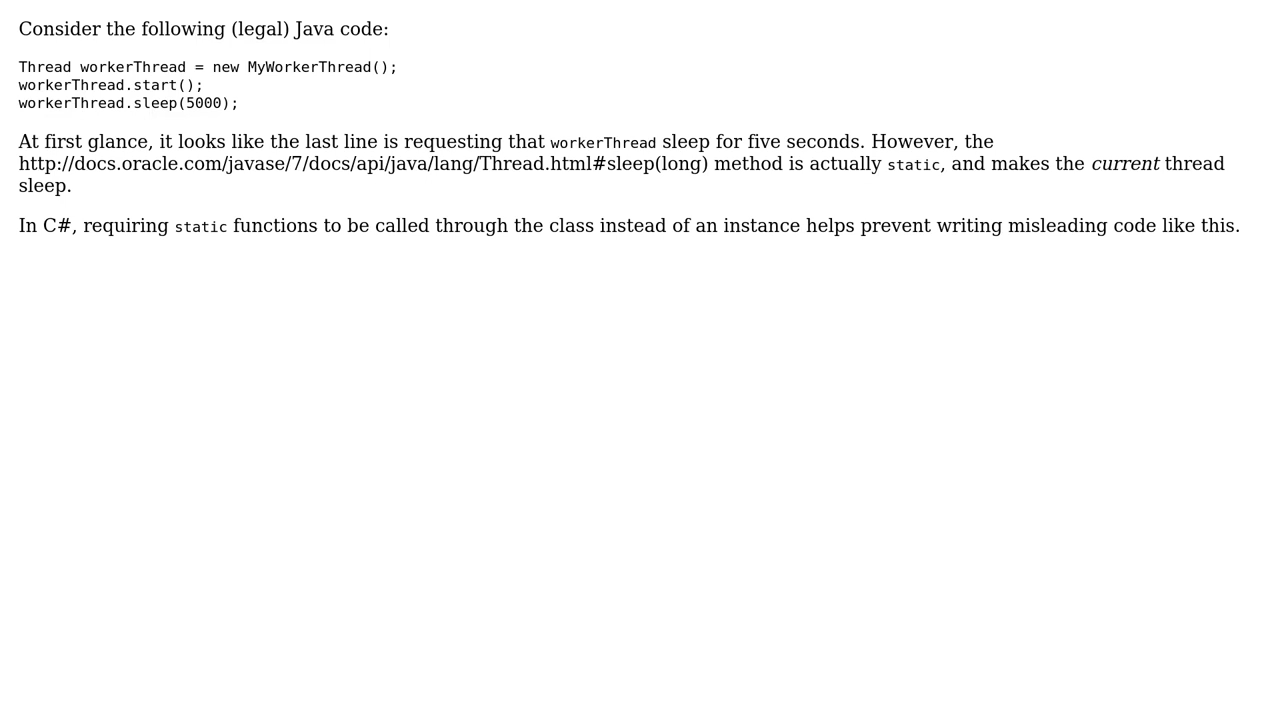 Consider the following (legal) Java code:
Thread workerThread = new MyWorkerThread();
workerThread.start();
workerThread.sleep(5000);
At first glance, it looks like the last line is requesting that workerThread sleep for five seconds. However, the
http://docs.oracle.com/javase/7/docs/api/java/lang/Thread.html#sleep(long) method is actually static, and makes the current thread
sleep.
In C#, requiring static functions to be called through the class instead of an instance helps prevent writing misleading code like this.